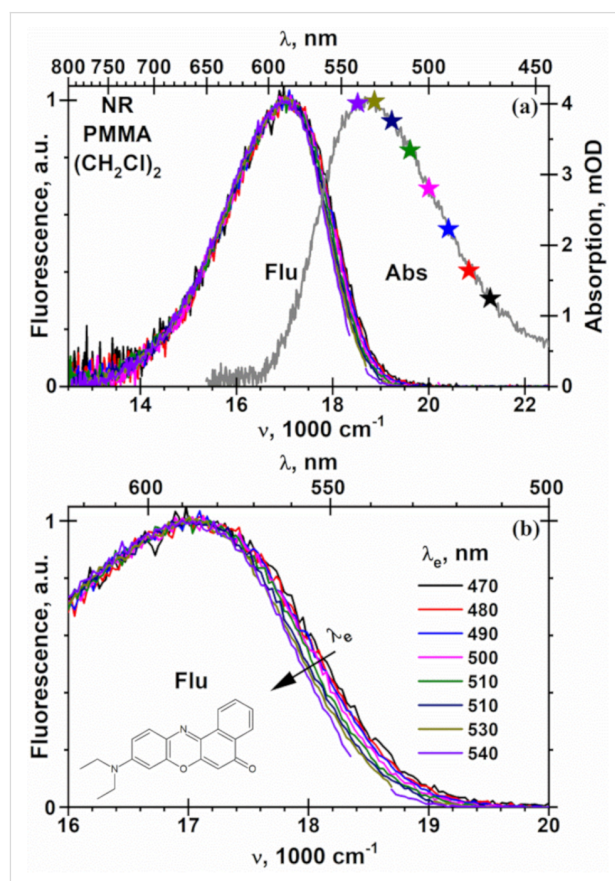 λ, nm
800 750 700 650 600 550 500 450
NR
PMMA
(CH₂Cl)₂
(a)
Flu
Abs
Fluorescence, a.u.
1
0
Absorption, mOD
4
3
2
1
0
14 16 18 20 22
ν, 1000 cm⁻¹
λ, nm
600 550 500
(b)
Fluorescence, a.u.
1
0
λₑ, nm
470
480
490
500
510
510
530
540
λₑ
Flu
N
N
O
O
16 17 18 19 20
ν, 1000 cm⁻¹